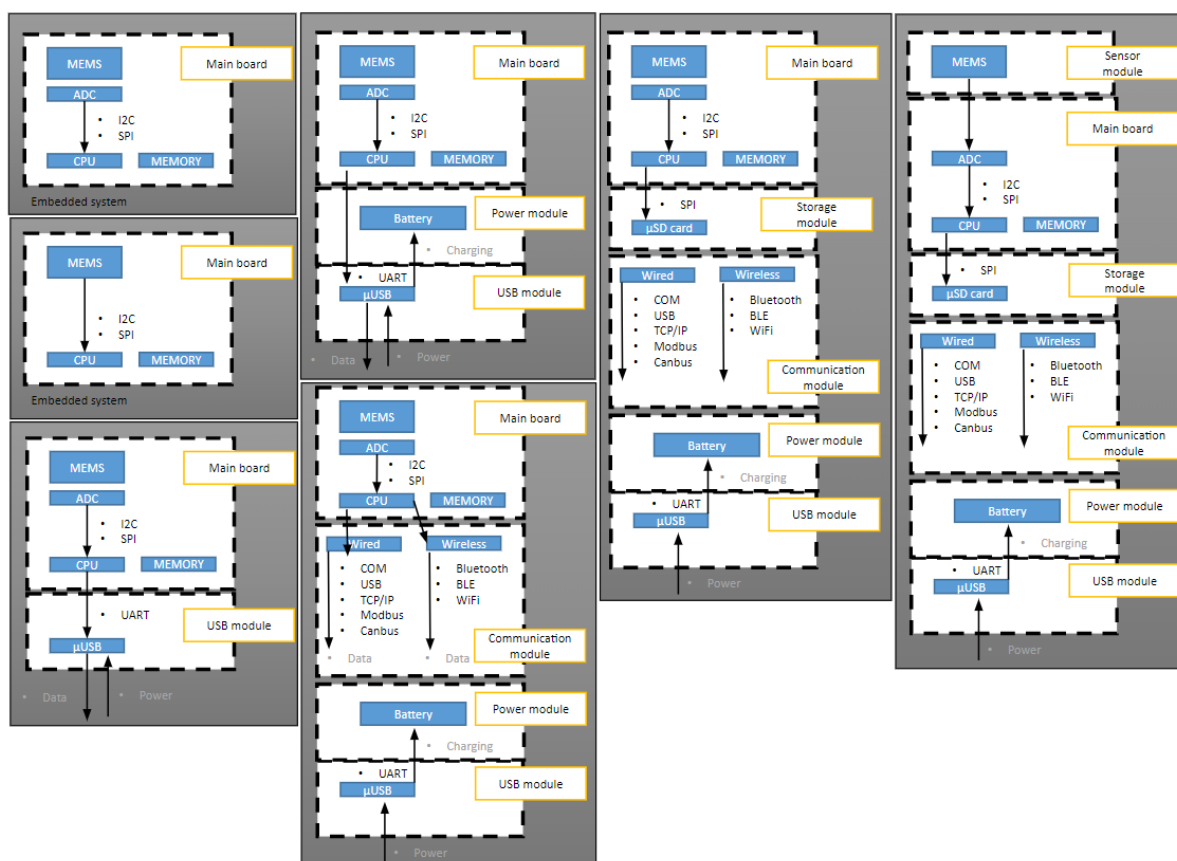 MEMS
Main board
ADC
• I2C
• SPI
CPU
MEMORY
Embedded system
MEMS
Main board
• I2C
• SPI
CPU
MEMORY
Embedded system
MEMS
Main board
ADC
• I2C
• SPI
CPU
MEMORY
• UART
USB module
µUSB
• Data
• Power
MEMS
Main board
ADC
• I2C
• SPI
CPU
MEMORY
Power module
Battery
• Charging
• UART
USB module
µUSB
• Data
• Power
MEMS
Main board
ADC
• I2C
• SPI
CPU
MEMORY
Wired
Wireless
• COM
• USB
• TCP/IP
• Modbus
• Canbus
• Bluetooth
• BLE
• WiFi
Communication
module
• Data
• Data
Power module
Battery
• Charging
• UART
USB module
µUSB
• Power
MEMS
Main board
ADC
• I2C
• SPI
CPU
MEMORY
• SPI
Storage
module
µSD card
Wired
Wireless
• COM
• USB
• TCP/IP
• Modbus
• Canbus
• Bluetooth
• BLE
• WiFi
Communication
module
Power module
Battery
• Charging
• UART
USB module
µUSB
• Power
MEMS
Sensor
module
Main board
ADC
• I2C
• SPI
CPU
MEMORY
• SPI
Storage
module
µSD card
Wired
Wireless
• COM
• USB
• TCP/IP
• Modbus
• Canbus
• Bluetooth
• BLE
• WiFi
Communication
module
Power module
Battery
• Charging
• UART
USB module
µUSB
• Power